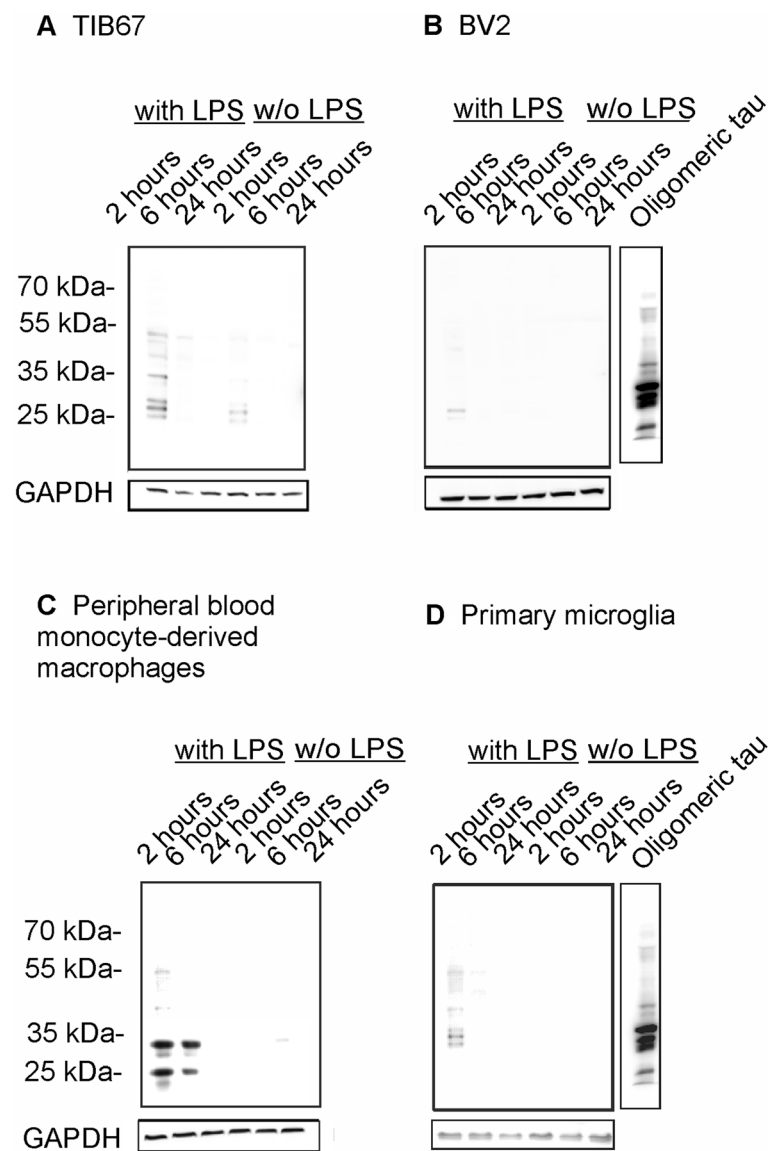 A TIB67
with LPS w/o LPS
2 hours
6 hours
24 hours
2 hours
6 hours
24 hours
70 kDa-
55 kDa-
35 kDa-
25 kDa-
GAPDH
B BV2
with LPS w/o LPS
2 hours
6 hours
24 hours
2 hours
6 hours
24 hours
Oligomeric tau
C Peripheral blood
monocyte-derived
macrophages
with LPS w/o LPS
2 hours
6 hours
24 hours
2 hours
6 hours
24 hours
70 kDa-
55 kDa-
35 kDa-
25 kDa-
GAPDH
D Primary microglia
with LPS w/o LPS
2 hours
6 hours
24 hours
2 hours
6 hours
24 hours
Oligomeric tau